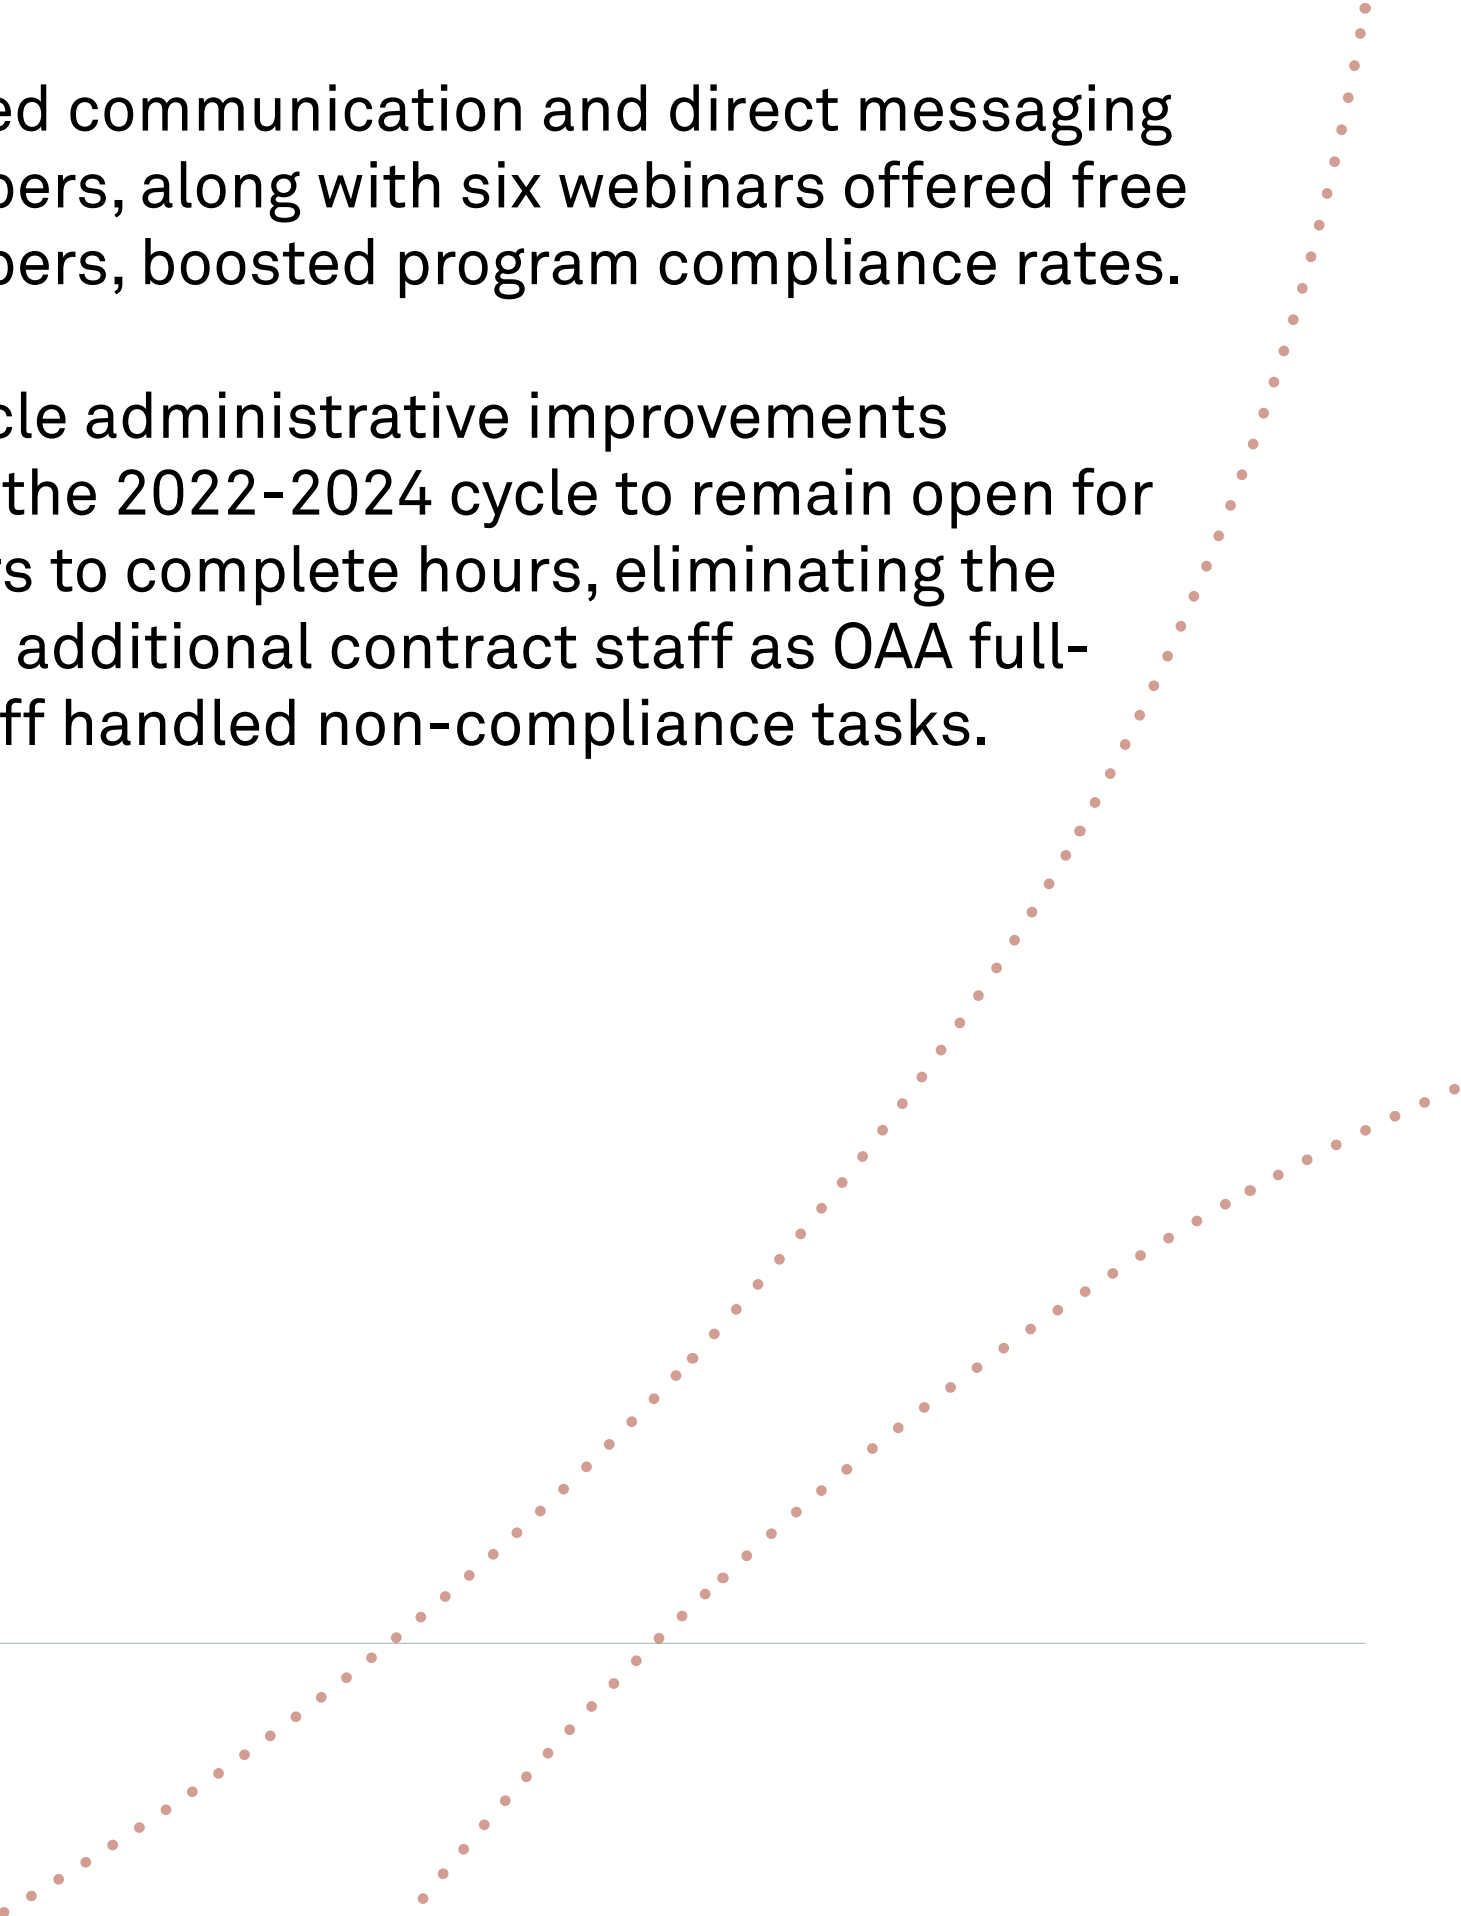 ed communication and direct messaging
bers, along with six webinars offered free
bers, boosted program compliance rates.
cle administrative improvements
the 2022-2024 cycle to remain open for
rs to complete hours, eliminating the
additional contract staff as OAA full-
ff handled non-compliance tasks.